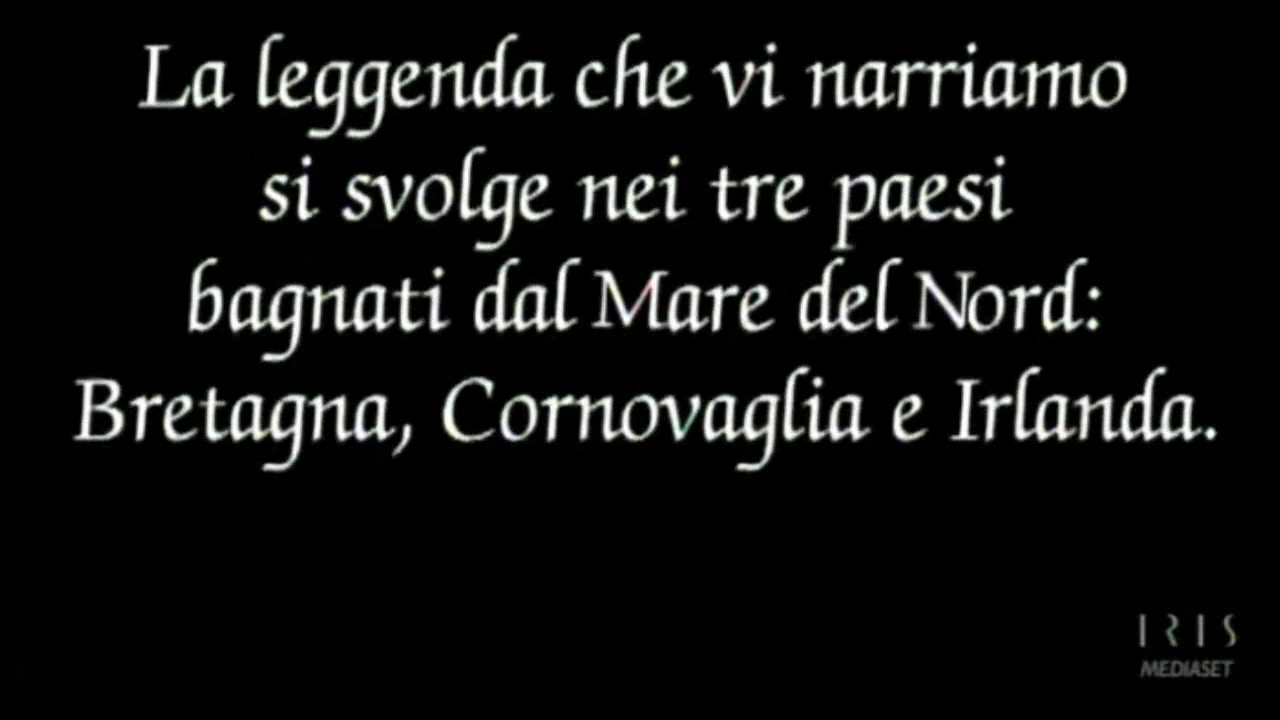 La leggenda che vi narriamo
si svolge nei tre paesi
bagnati dal Mare del Nord:
Bretagna, Cornovaglia e Irlanda.
IRIS
MEDIASET